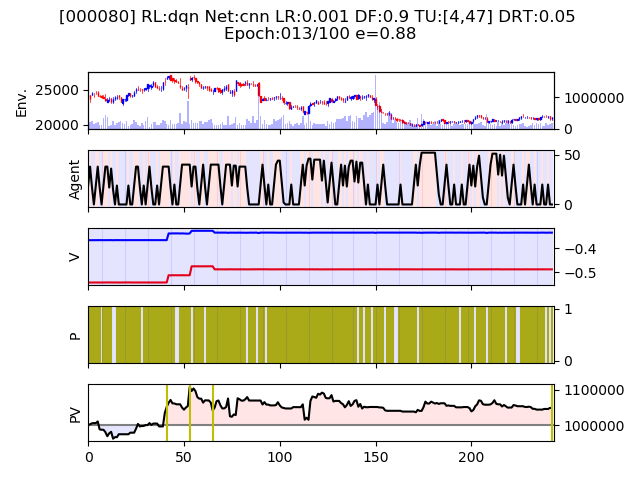 [000080] RL:dqn Net:cnn LR:0.001 DF:0.9 TU:[4,47] DRT:0.05
Epoch:013/100 e=0.88
Env.
25000
20000
1000000
0
Agent
50
0
V
−0.4
−0.5
P
1
0
PV
1100000
1000000
0
50
100
150
200